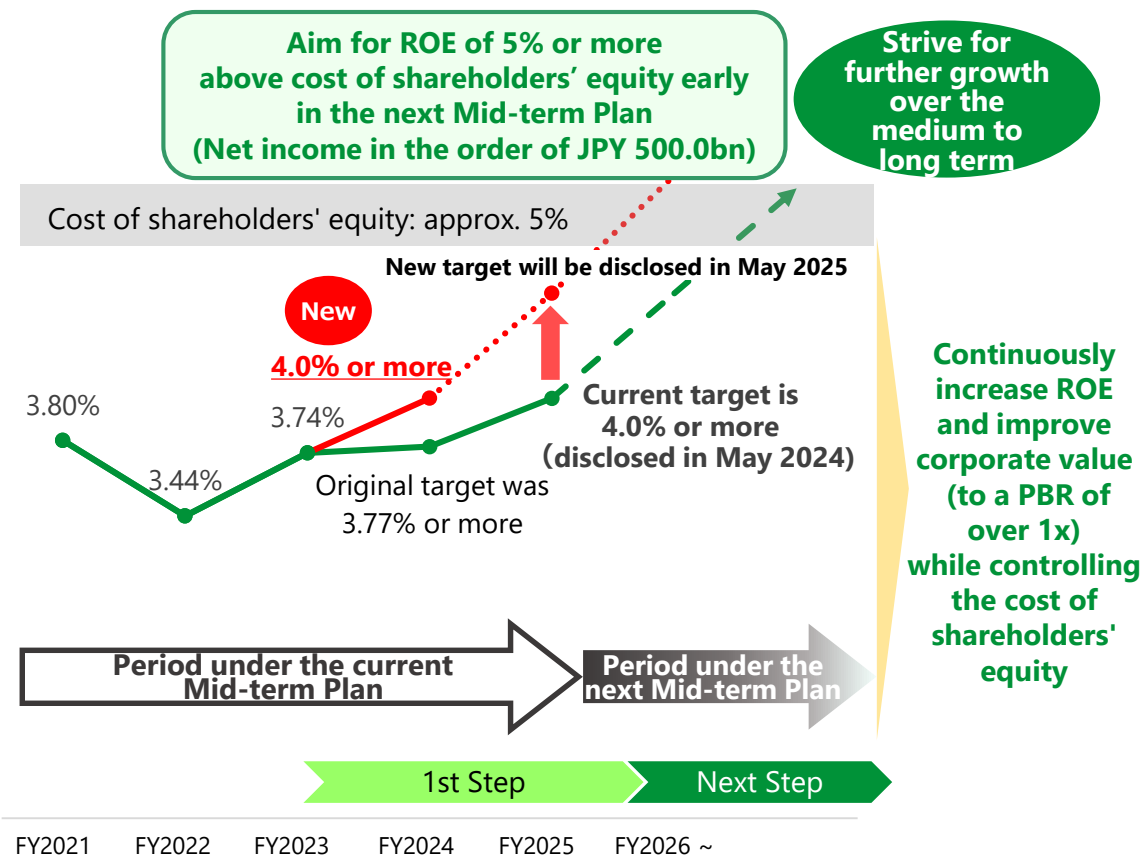 Aim for ROE of 5% or more
above cost of shareholders’ equity early
in the next Mid-term Plan
(Net income in the order of JPY 500.0bn)
Strive for
further growth
over the
medium to
long term
Cost of shareholders' equity: approx. 5%
New target will be disclosed in May 2025
New
4.0% or more
3.80%
3.44%
3.74%
Original target was
3.77% or more
Current target is
4.0% or more
(disclosed in May 2024)
Continuously
increase ROE
and improve
corporate value
(to a PBR of
over 1x)
while controlling
the cost of
shareholders'
equity
Period under the current
Mid-term Plan
Period under the
next Mid-term Plan
1st Step
Next Step
FY2021 FY2022 FY2023 FY2024 FY2025 FY2026 ~